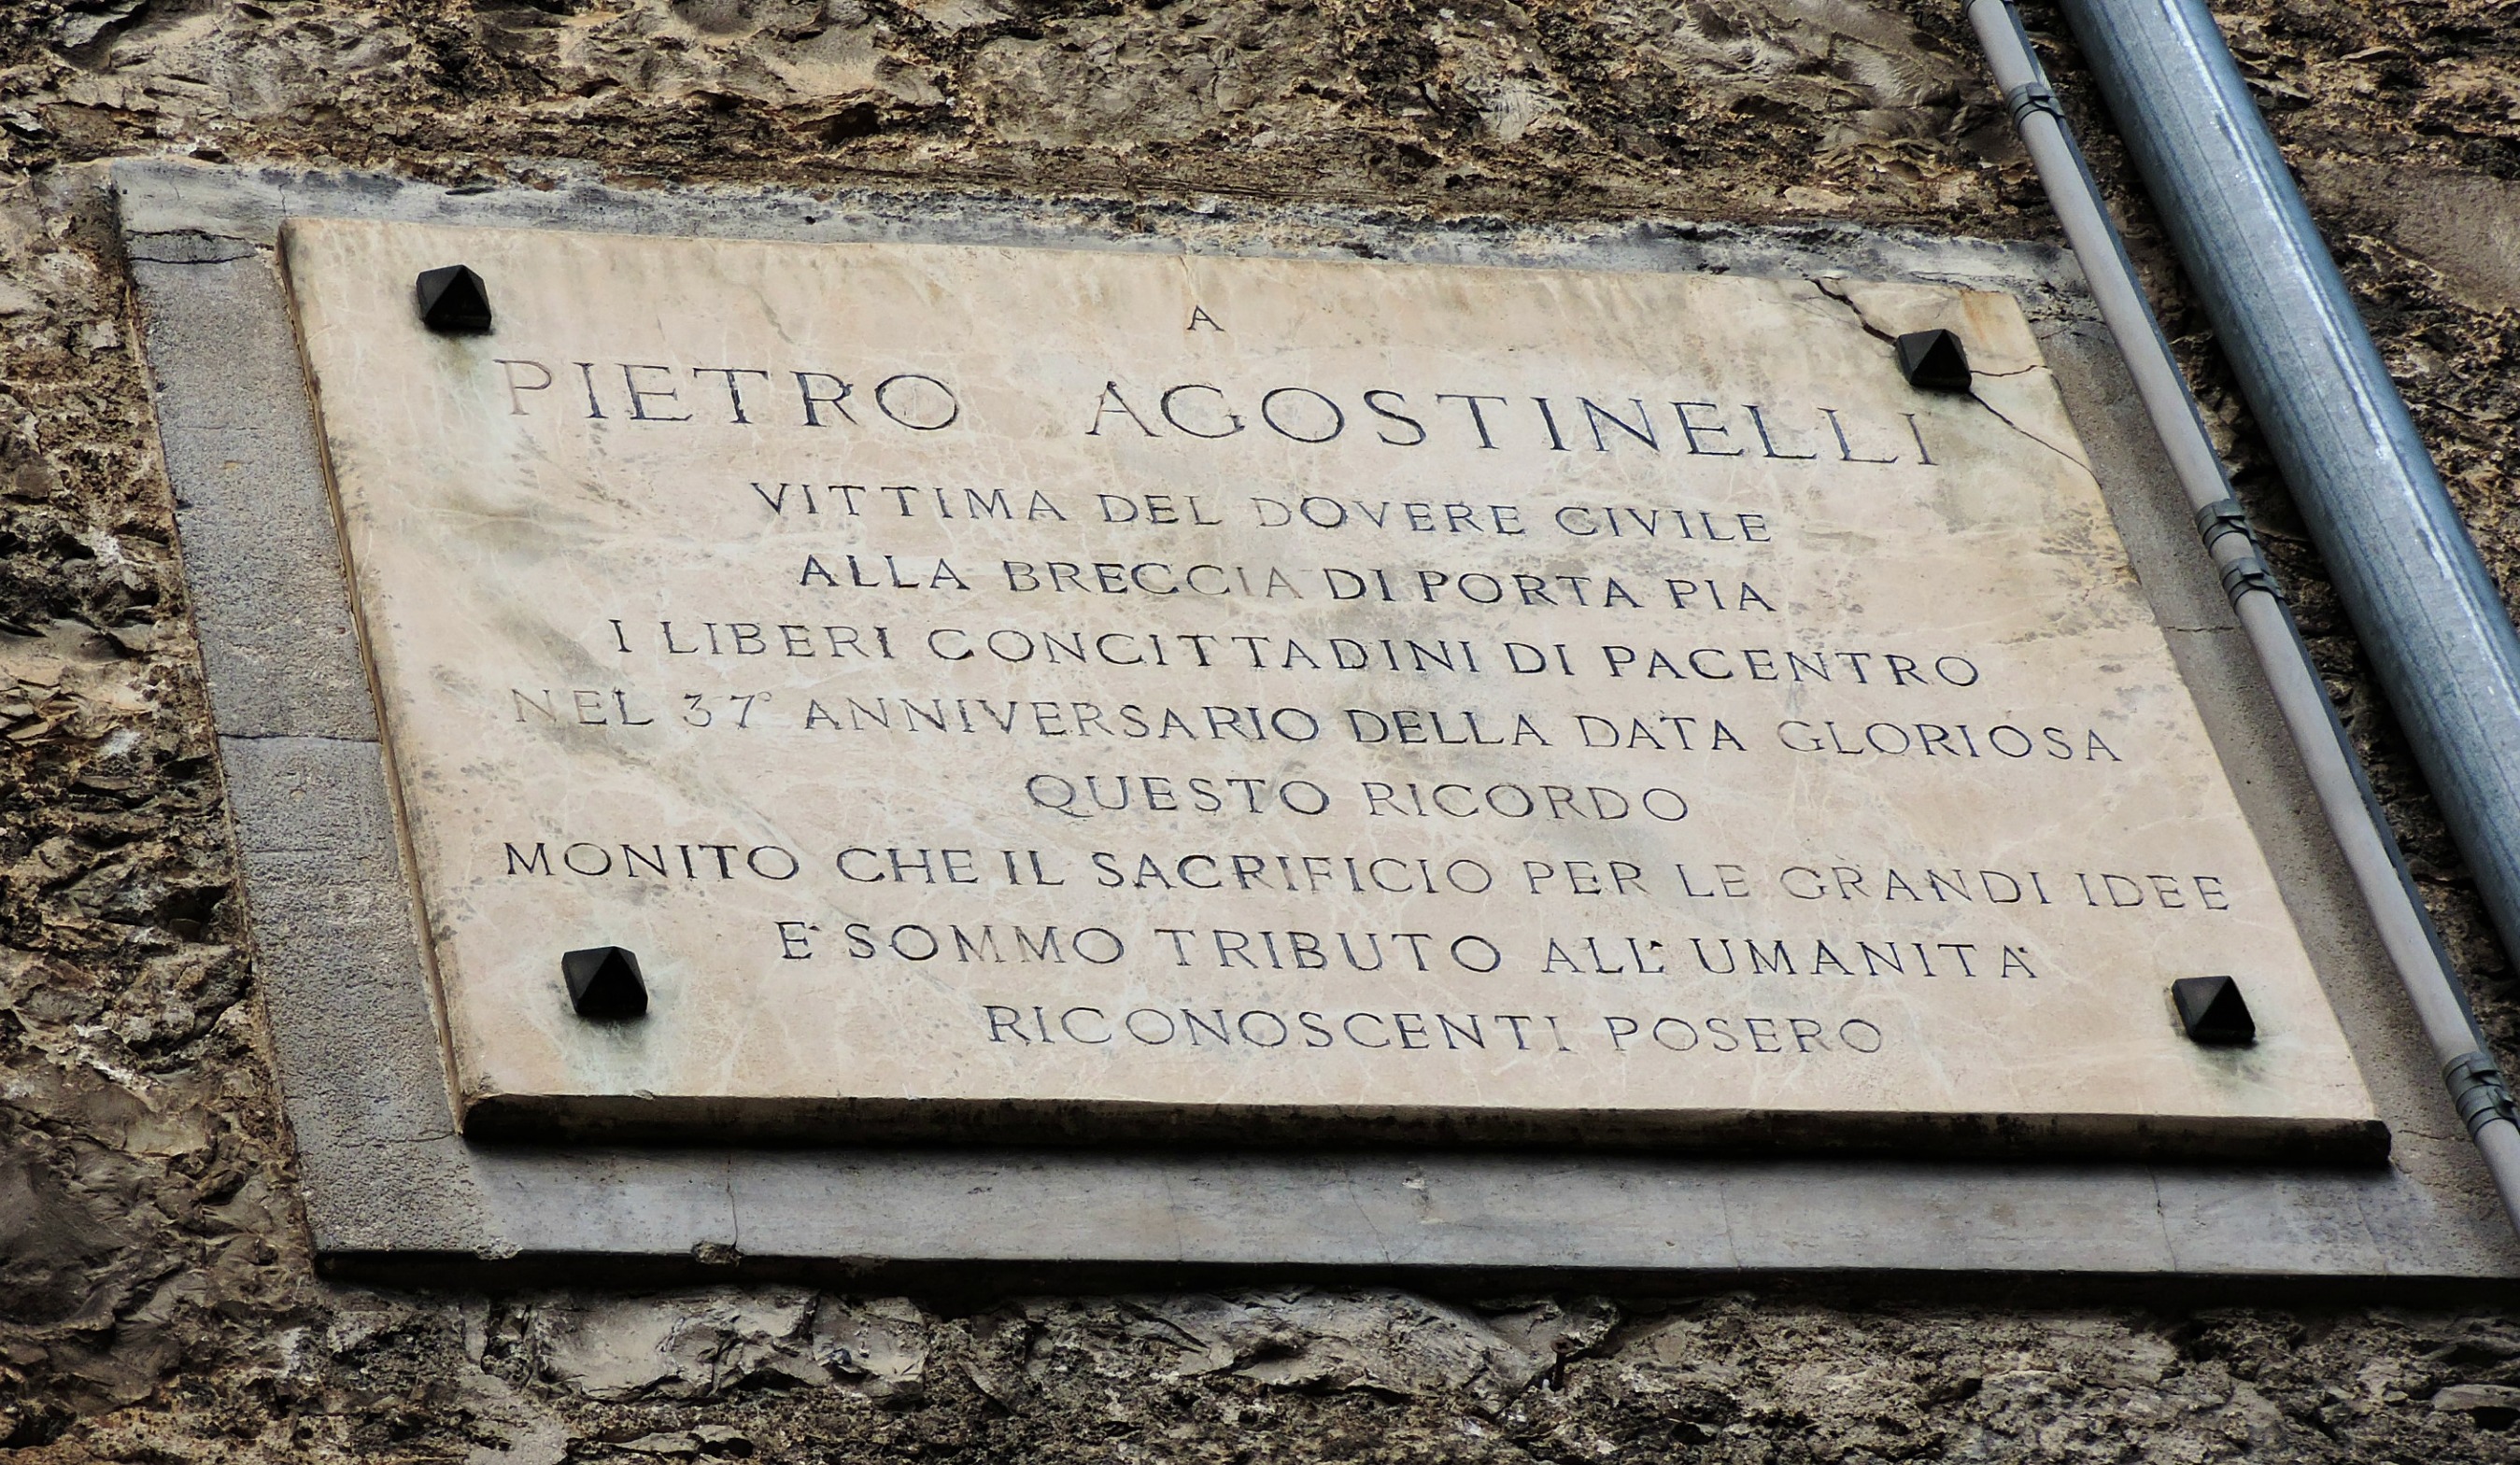 A
PIETRO AGOSTINELLI
VITTIMA DEL DOVERE CIVILE
ALLA BRECCIA DI PORTA PIA
I LIBERI CONCITTADINI DI PACENTRO
NEL 37° ANNIVERSARIO DELLA DATA GLORIOSA
QUESTO RICORDO
MONITO CHE IL SACRIFICIO PER LE GRANDI IDEE
E' SOMMO TRIBUTO ALL'UMANITA'
RICONOSCENTI POSERO